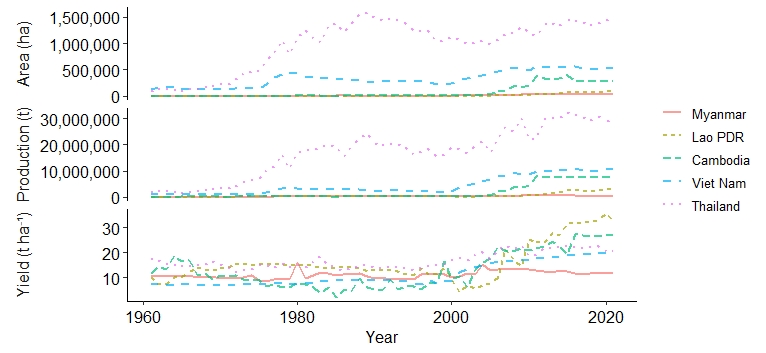 Area (ha)
1,500,000
1,000,000
500,000
0
Production (t)
30,000,000
20,000,000
10,000,000
0
Yield (t ha⁻¹)
30
20
10
1960
1980
2000
2020
Year
Myanmar
Lao PDR
Cambodia
Viet Nam
Thailand